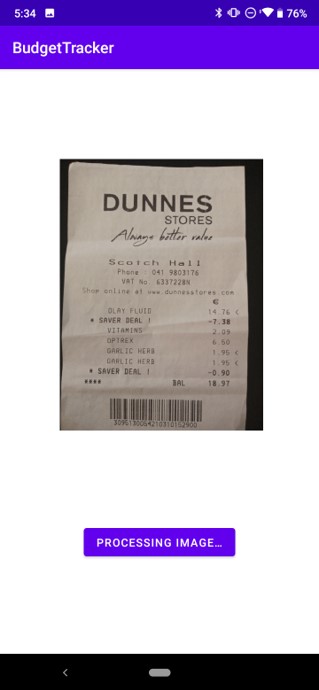 5:34 76%
BudgetTracker
DUNNES
STORES
Always better value
Scotch Hall
Phone : 041 9803176
VAT No 6337228N
Shop online at www.dunnesstores.com
€
OLAY FLUID 14.76 <
* SAVER DEAL ! -7.38
VITAMINS 2.09
OPTREX 6.50
GARLIC HERB 1.95 <
GARLIC HERB 1.95 <
* SAVER DEAL ! -0.90
**** BAL 18.97
PROCESSING IMAGE…